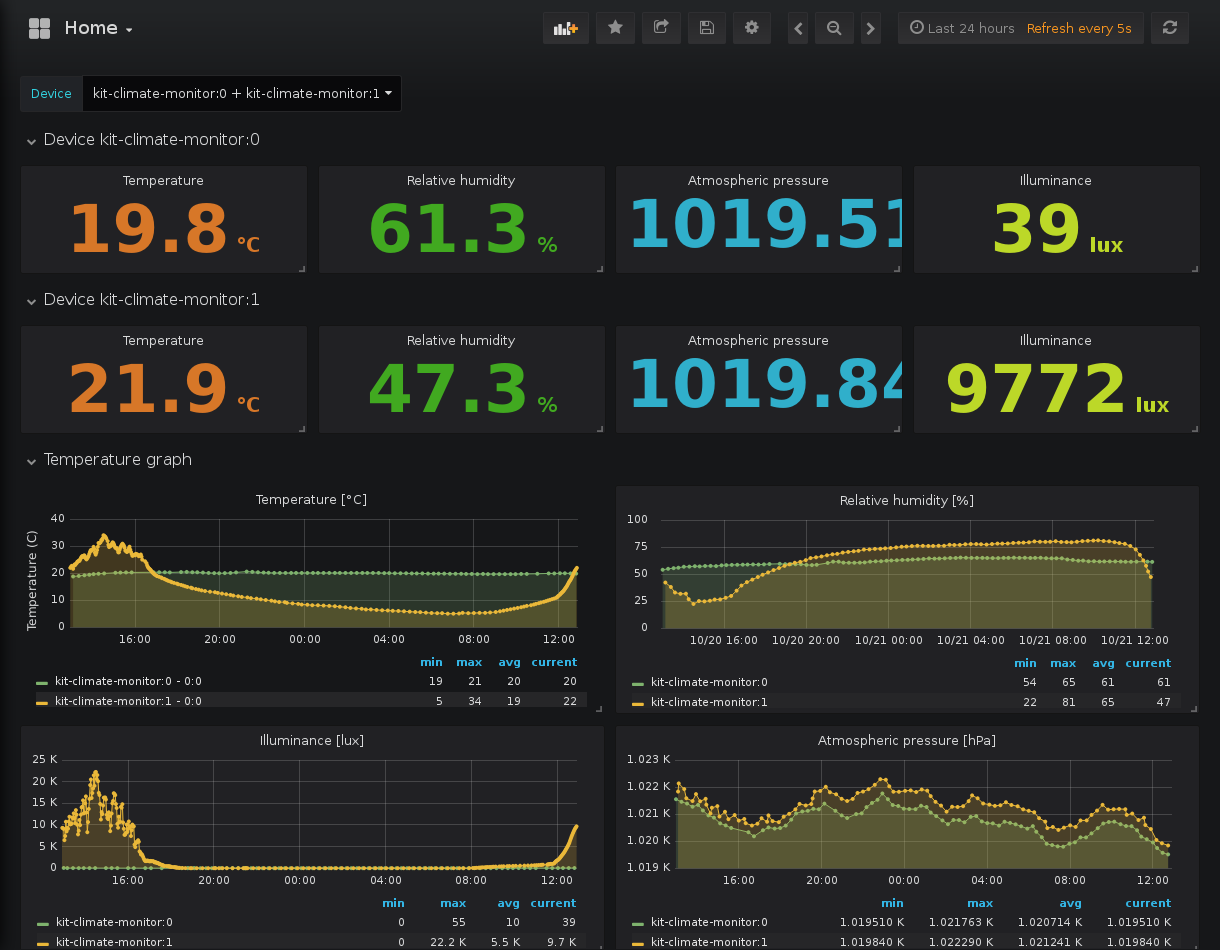 Home
Last 24 hours Refresh every 5s
Device kit-climate-monitor:0 + kit-climate-monitor:1
Device kit-climate-monitor:0
Temperature Relative humidity Atmospheric pressure Illuminance
19.8 °C 61.3 % 1019.51 39 lux
Device kit-climate-monitor:1
Temperature Relative humidity Atmospheric pressure Illuminance
21.9 °C 47.3 % 1019.84 9772 lux
Temperature graph
Temperature [°C]
Temperature (C)
40
30
20
10
0
16:00 20:00 00:00 04:00 08:00 12:00
min max avg current
kit-climate-monitor:0 - 0:0 19 21 20 20
kit-climate-monitor:1 - 0:0 5 34 19 22
Relative humidity [%]
100
75
50
25
0
10/20 16:00 10/20 20:00 10/21 00:00 10/21 04:00 10/21 08:00 10/21 12:00
min max avg current
kit-climate-monitor:0 54 65 61 61
kit-climate-monitor:1 22 81 65 47
Illuminance [lux]
25 K
20 K
15 K
10 K
5 K
0
16:00 20:00 00:00 04:00 08:00 12:00
min max avg current
kit-climate-monitor:0 0 55 10 39
kit-climate-monitor:1 0 22.2 K 5.5 K 9.7 K
Atmospheric pressure [hPa]
1.023 K
1.022 K
1.021 K
1.020 K
1.019 K
16:00 20:00 00:00 04:00 08:00 12:00
min max avg current
kit-climate-monitor:0 1.019510 K 1.021763 K 1.020714 K 1.019510 K
kit-climate-monitor:1 1.019840 K 1.022290 K 1.021241 K 1.019840 K